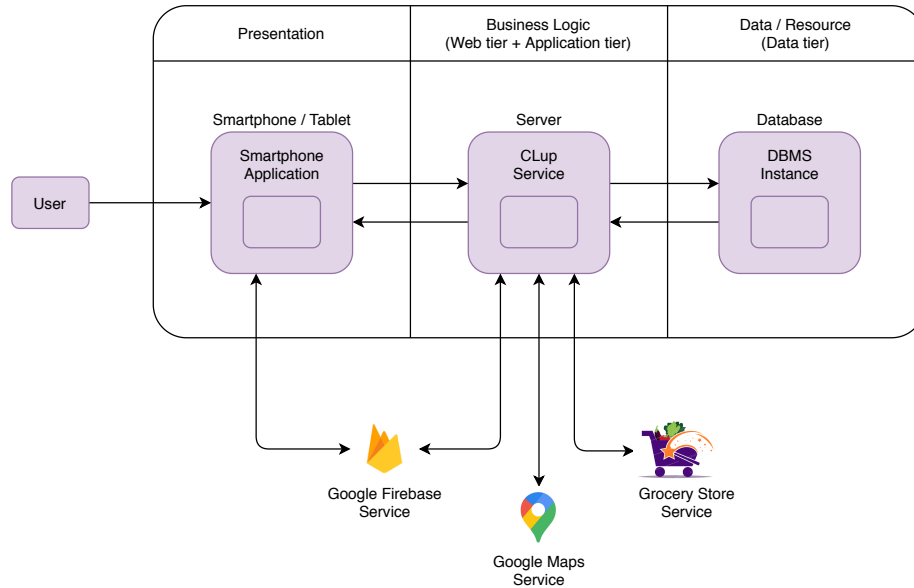 Presentation
Business Logic
(Web tier + Application tier)
Data / Resource
(Data tier)
Smartphone / Tablet
Server
Database
Smartphone
Application
CLup
Service
DBMS
Instance
User
Google Firebase
Service
Grocery Store
Service
Google Maps
Service